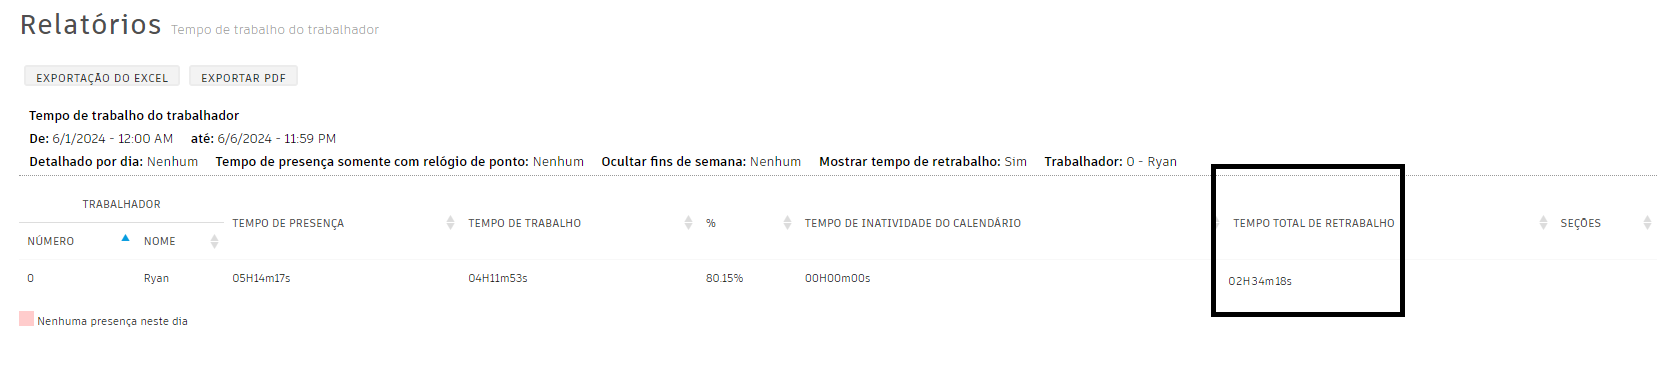 Relatórios Tempo de trabalho do trabalhador
EXPORTAÇÃO DO EXCEL EXPORTAR PDF
Tempo de trabalho do trabalhador
De: 6/1/2024 - 12:00 AM até: 6/6/2024 - 11:59 PM
Detalhado por dia: Nenhum Tempo de presença somente com relógio de ponto: Nenhum Ocultar fins de semana: Nenhum Mostrar tempo de retrabalho: Sim Trabalhador: 0 - Ryan
TRABALHADOR
TEMPO DE PRESENÇA TEMPO DE TRABALHO % TEMPO DE INATIVIDADE DO CALENDÁRIO TEMPO TOTAL DE RETRABALHO SEÇÕES
NÚMERO NOME
0 Ryan 05H14m17s 04H11m53s 80.15% 00H00m00s 02H34m18s
Nenhuma presença neste dia